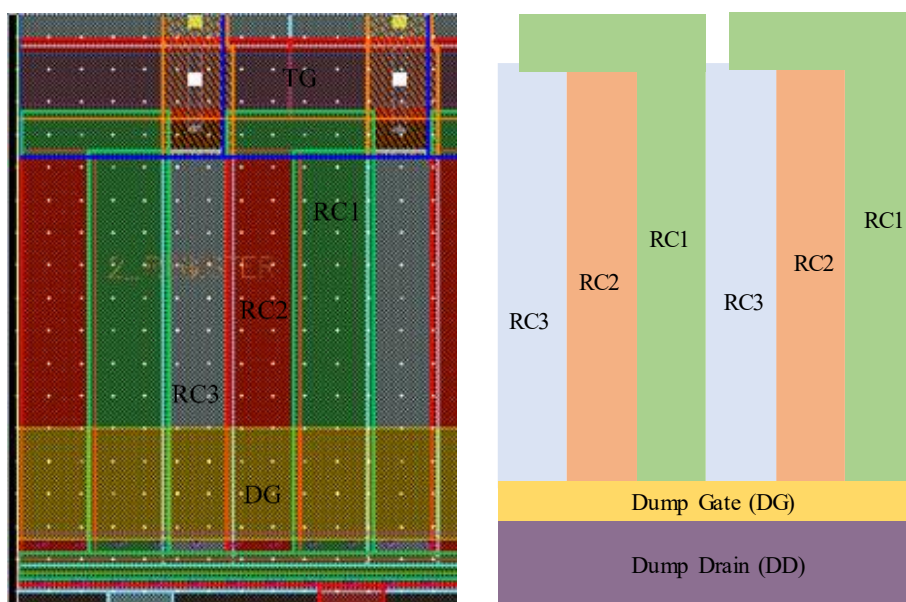 TG
RC1
RC2
RC3
DG
RC1
RC1
RC2
RC2
RC3
RC3
Dump Gate (DG)
Dump Drain (DD)